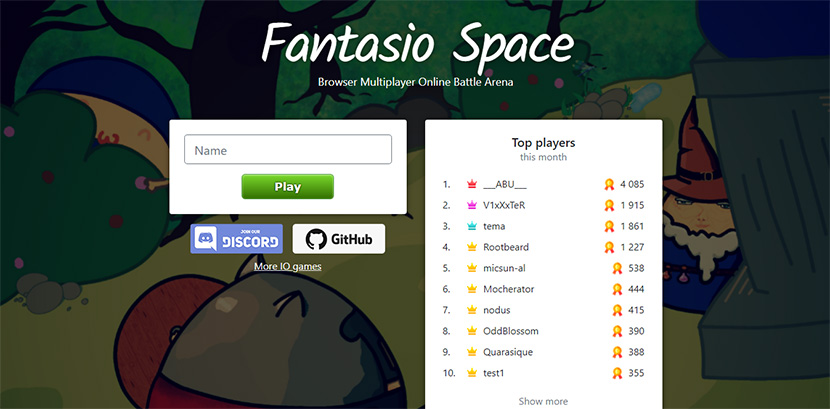 Fantasio Space
Browser Multiplayer Online Battle Arena
Name
Play
JOIN OUR
DISCORD
GitHub
More IO games
Top players
this month
1. ___ABU___ 4 085
2. V1xXxTeR 1 915
3. tema 1 861
4. Rootbeard 1 227
5. micsun-al 538
6. Mocherator 444
7. nodus 415
8. OddBlossom 390
9. Quarasique 388
10. test1 355
Show more